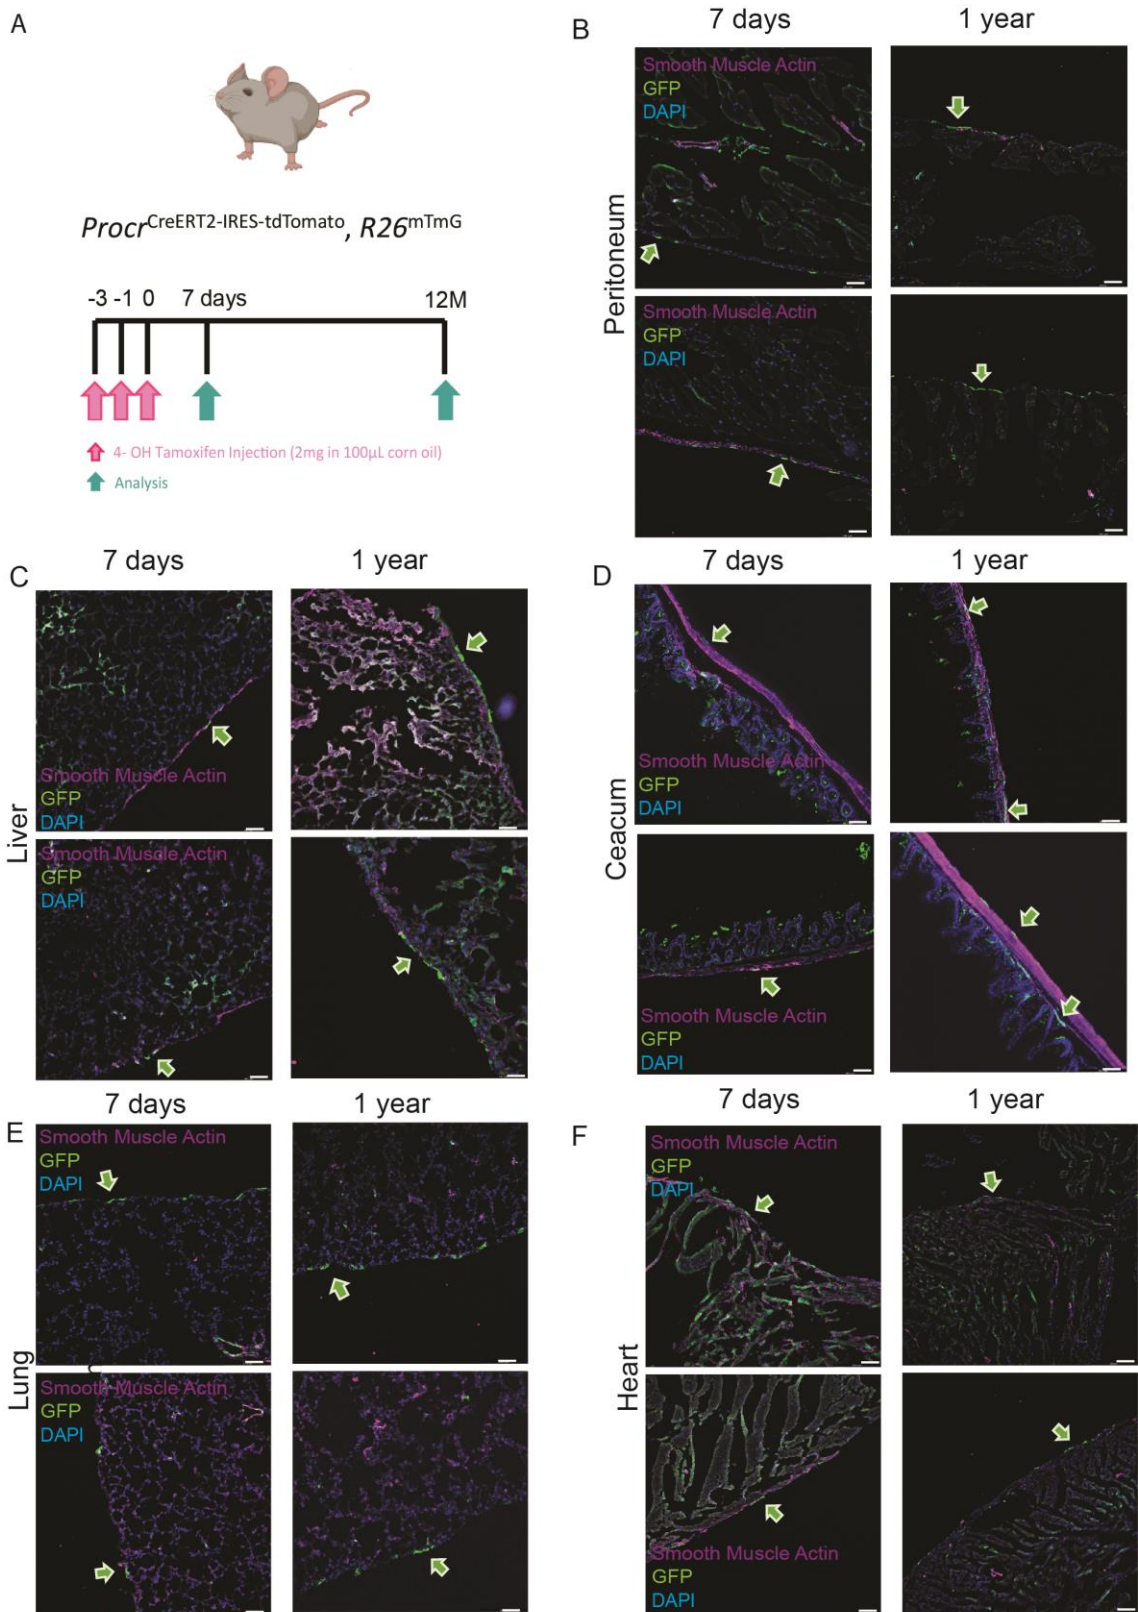 A
Procr^CreERT2-IRES-tdTomato, R26^mTmG
-3 -1 0 7 days 12M
4- OH Tamoxifen Injection (2mg in 100µL corn oil)
Analysis
B
7 days 1 year
Peritoneum
Smooth Muscle Actin
GFP
DAPI
Smooth Muscle Actin
GFP
DAPI
C
7 days 1 year
Liver
Smooth Muscle Actin
GFP
DAPI
Smooth Muscle Actin
GFP
DAPI
D
7 days 1 year
Ceacum
Smooth Muscle Actin
GFP
DAPI
Smooth Muscle Actin
GFP
DAPI
E
7 days 1 year
Lung
Smooth Muscle Actin
GFP
DAPI
Smooth Muscle Actin
GFP
DAPI
F
7 days 1 year
Heart
Smooth Muscle Actin
GFP
DAPI
Smooth Muscle Actin
GFP
DAPI